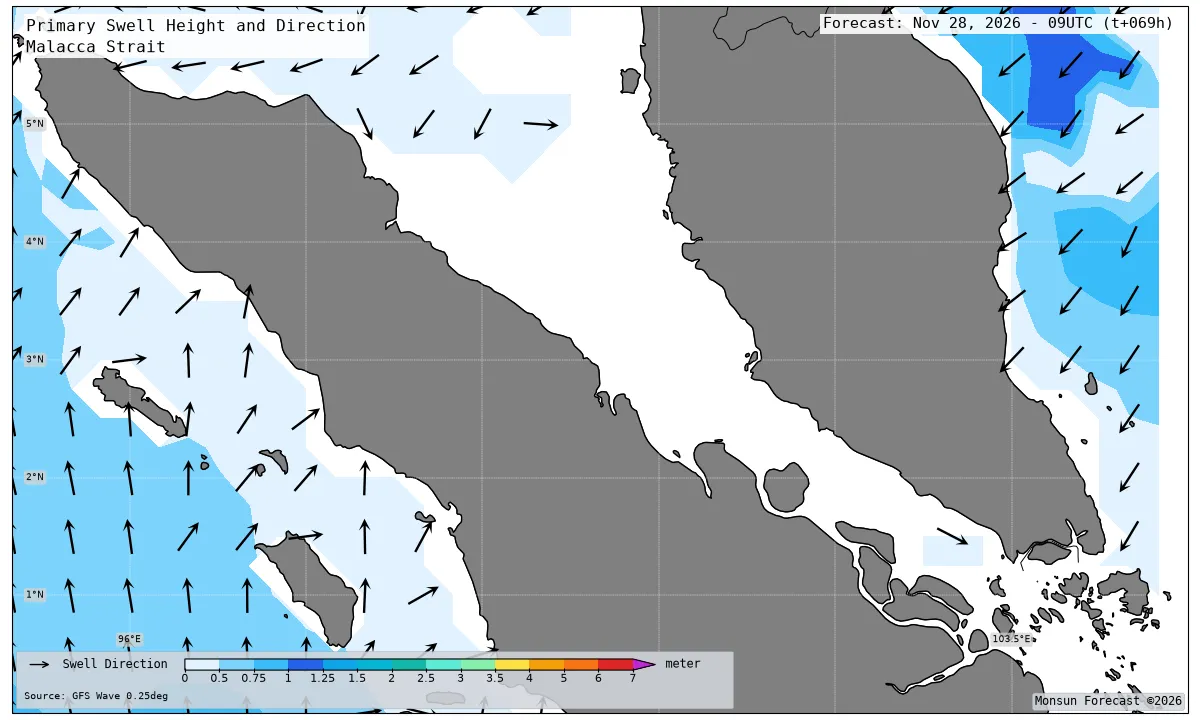 Primary Swell Height and Direction
Malacca Strait
Forecast: Nov 28, 2026 - 09UTC (t+069h)
5°N
4°N
3°N
2°N
1°N
96°E
103.5°E
Swell Direction
0 0.5 0.75 1 1.25 1.5 2 2.5 3 3.5 4 5 6 7
meter
Source: GFS Wave 0.25deg
Monsun Forecast ©2026